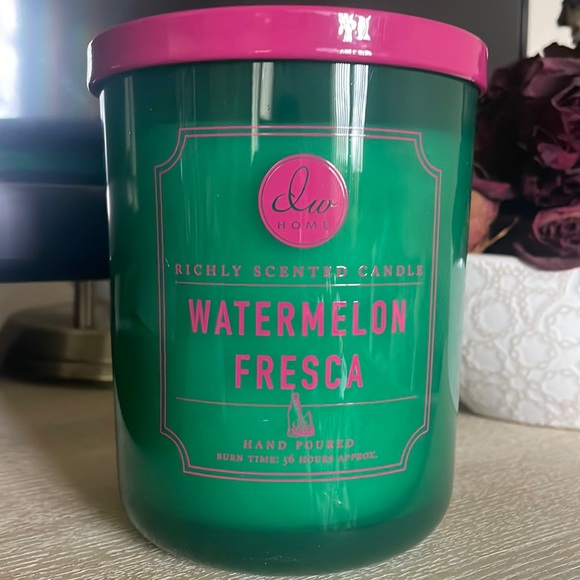 dw
HOME
RICHLY SCENTED CANDLE
WATERMELON
FRESCA
HAND POURED
BURN TIME: 56 HOURS APPROX.